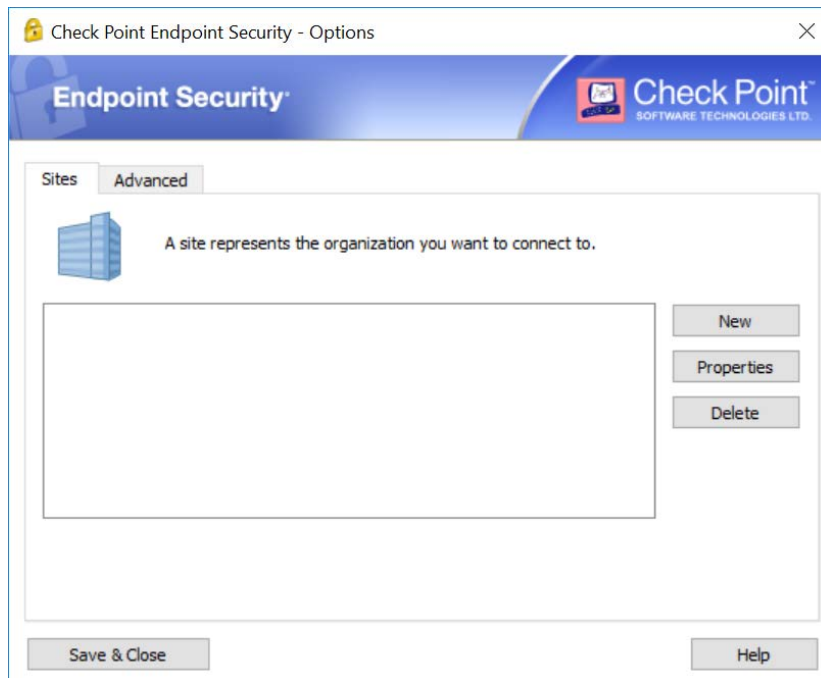 Check Point Endpoint Security - Options
Endpoint Security
Check Point™
SOFTWARE TECHNOLOGIES LTD.
Sites
Advanced
A site represents the organization you want to connect to.
New
Properties
Delete
Save & Close
Help